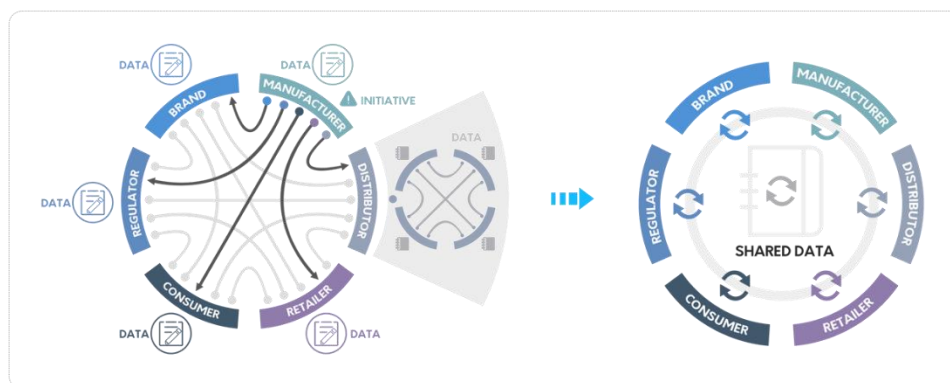 DATA
DATA
BRAND
MANUFACTURER
INITIATIVE
DATA
DATA
REGULATOR
DISTRIBUTOR
CONSUMER
RETAILER
DATA
DATA
BRAND
MANUFACTURER
REGULATOR
DISTRIBUTOR
SHARED DATA
CONSUMER
RETAILER